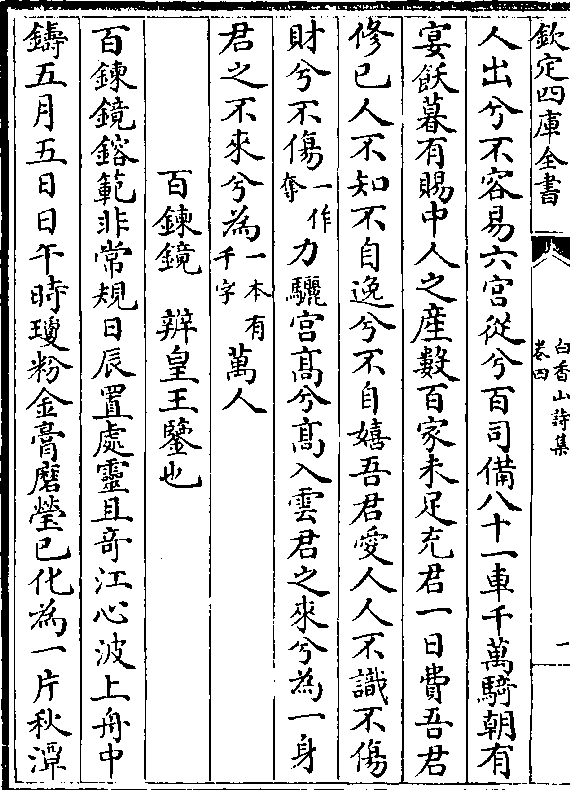 欽定四庫全書
白香山詩集
卷四
一
人出兮不容易六宮從兮百司備八十一車千萬騎朝有
宴飫暮有賜中人之產數百家未足充君一日費吾君
修已人不知不自逸兮不自嬉吾君愛人人不識不傷
財兮不傷一作奪力驪宮高兮高入雲君之來兮為一身
君之不來兮為一本有千字萬人
百鍊鏡 辨皇王鑒也
百鍊鏡鎔範非常規日辰置處靈且竒江心波上舟中
鑄五月五日日午時瓊粉金膏磨瑩已化為一片秋潭